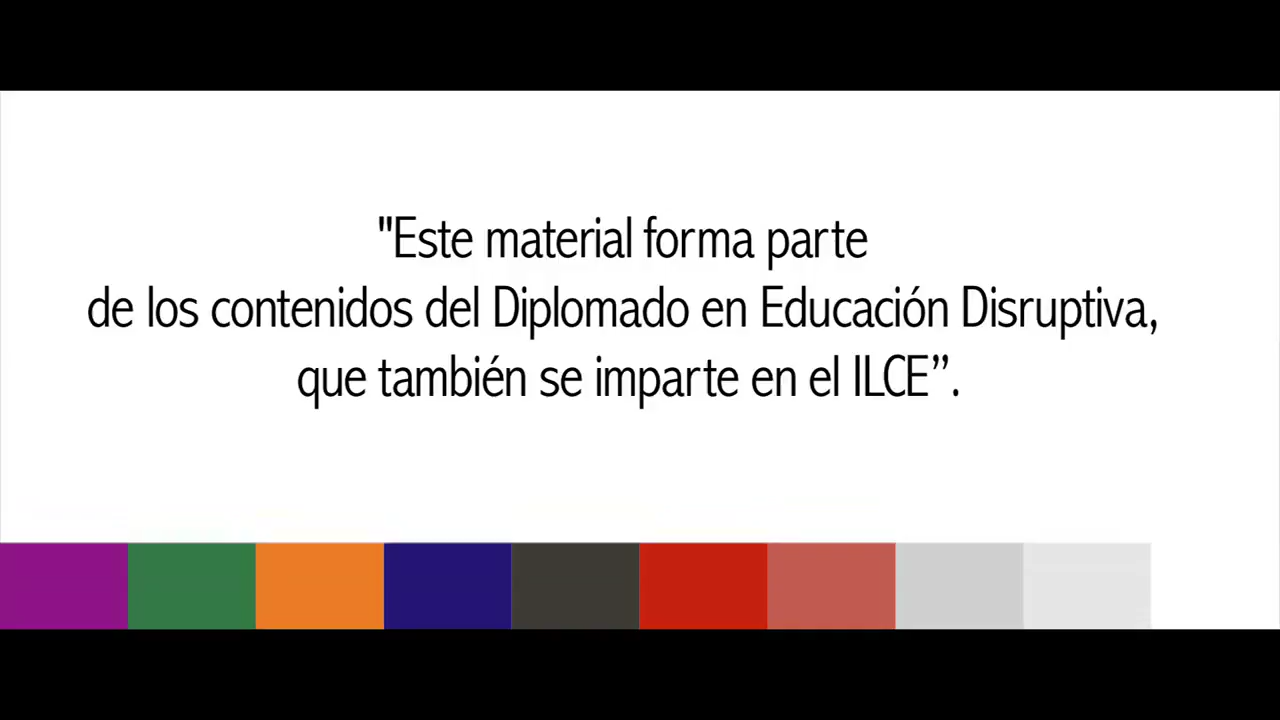 "Este material forma parte
de los contenidos del Diplomado en Educación Disruptiva,
que también se imparte en el ILCE”.